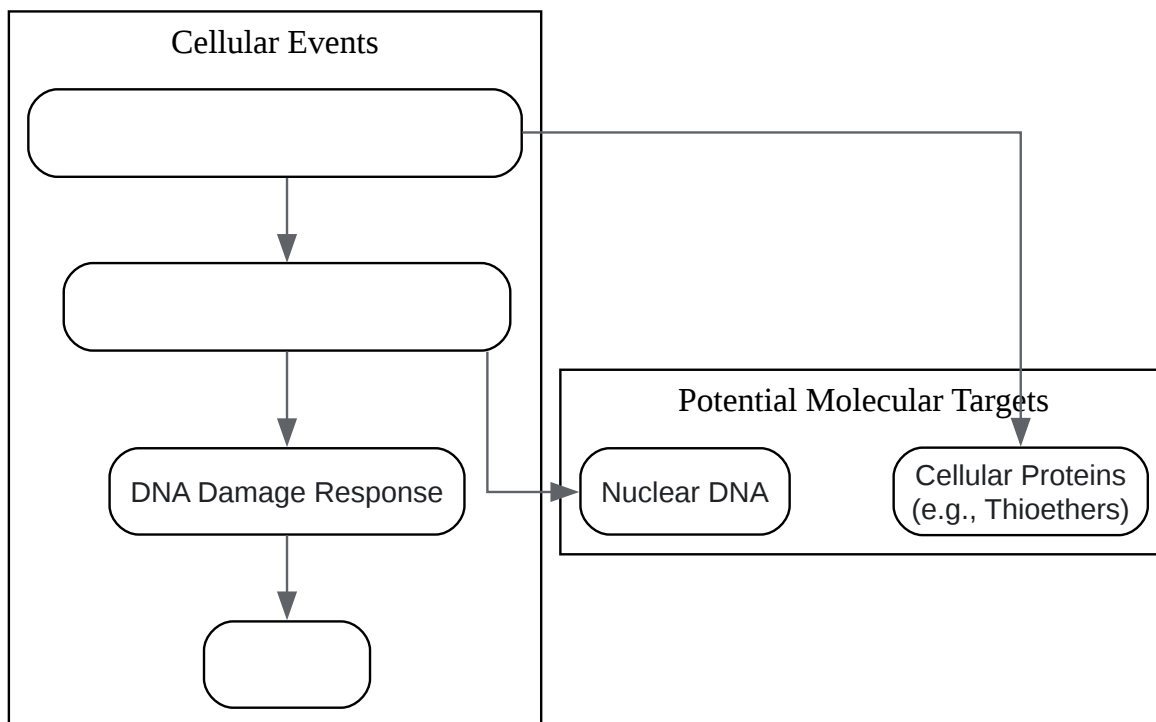 Cellular Events
Potential Molecular Targets
DNA Damage Response
Nuclear DNA
Cellular Proteins
(e.g., Thioethers)